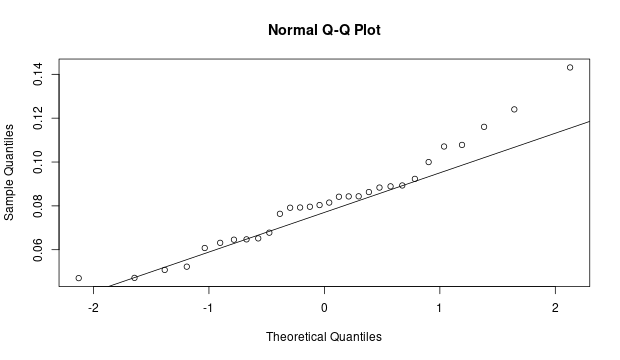 Normal Q-Q Plot
Sample Quantiles
0.14
0.12
0.10
0.08
0.06
-2 -1 0 1 2
Theoretical Quantiles